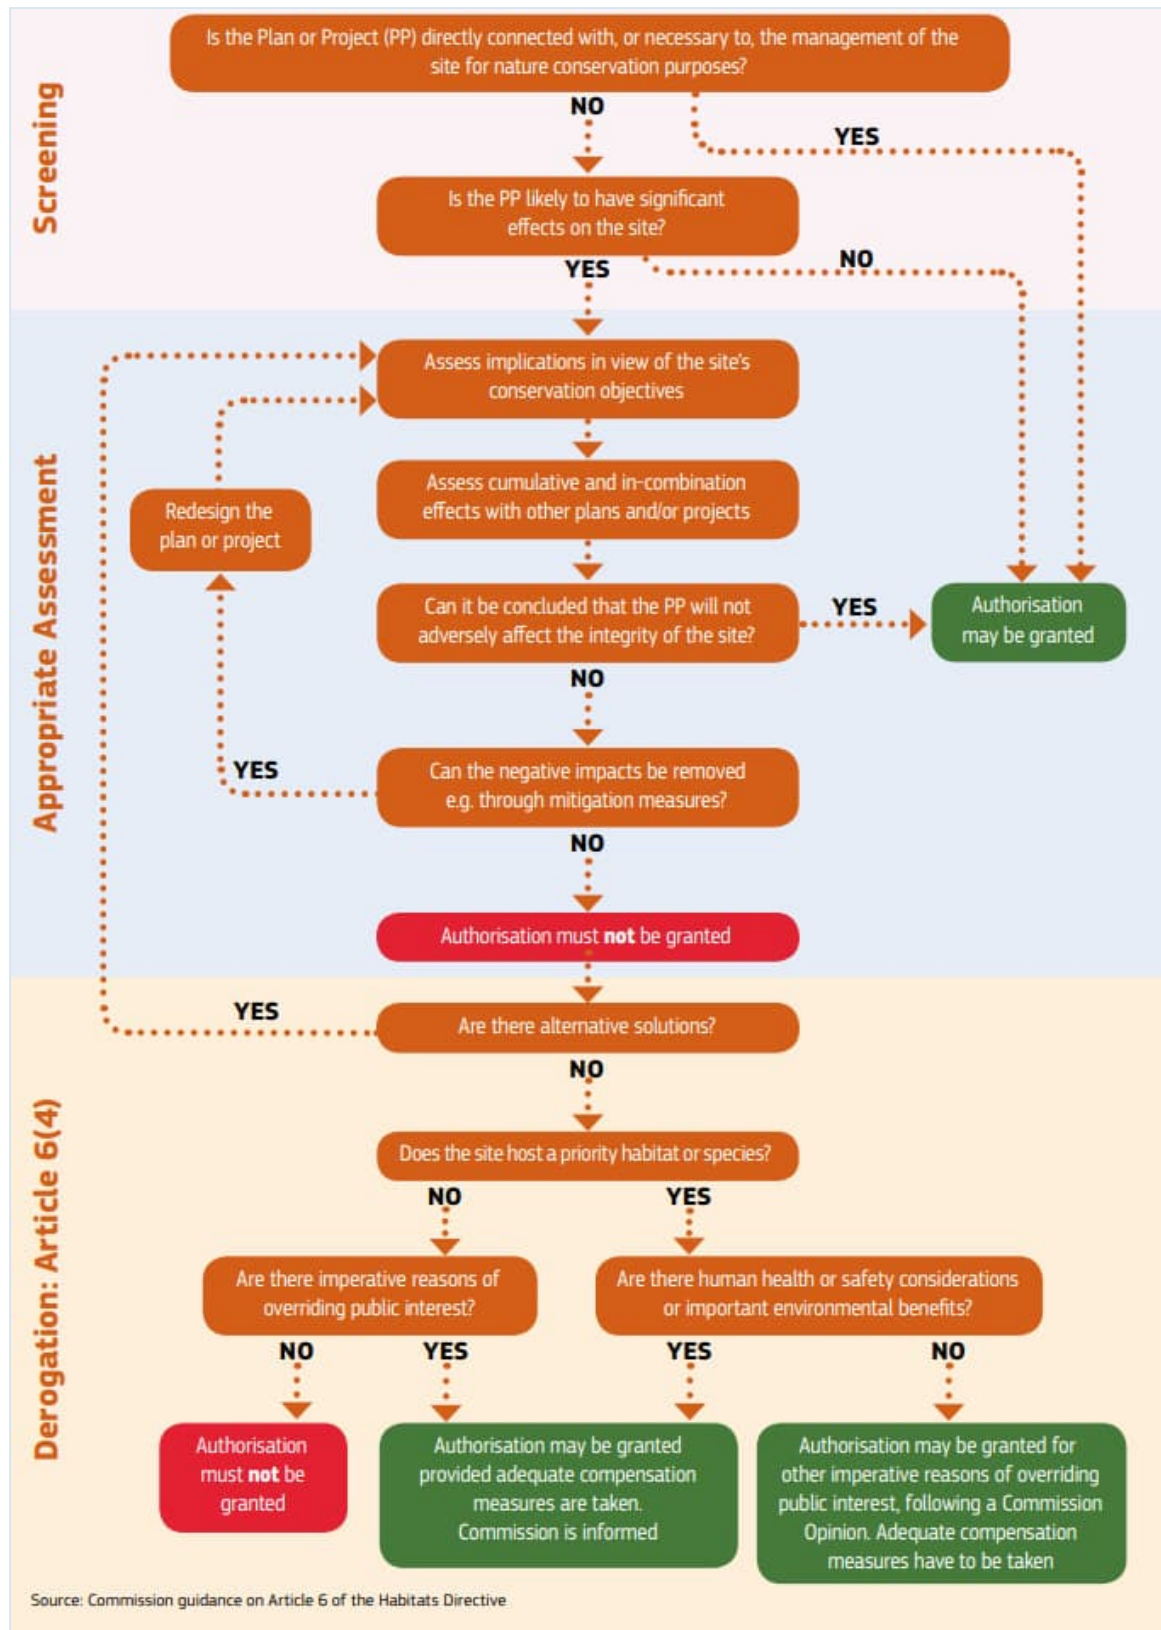 Screening
Is the Plan or Project (PP) directly connected with, or necessary to, the management of the
site for nature conservation purposes?
NO
YES
Is the PP likely to have significant
effects on the site?
YES
NO
Appropriate Assessment
Assess implications in view of the site's
conservation objectives
Assess cumulative and in-combination
effects with other plans and/or projects
Redesign the
plan or project
Can it be concluded that the PP will not
adversely affect the integrity of the site?
YES
Authorisation
may be granted
NO
Can the negative impacts be removed
e.g. through mitigation measures?
YES
NO
Authorisation must not be granted
Derogation: Article 6(4)
Are there alternative solutions?
YES
NO
Does the site host a priority habitat or species?
NO
YES
Are there imperative reasons of
overriding public interest?
Are there human health or safety considerations
or important environmental benefits?
NO
YES
YES
NO
Authorisation
must not be
granted
Authorisation may be granted
provided adequate compensation
measures are taken.
Commission is informed
Authorisation may be granted for
other imperative reasons of overriding
public interest, following a Commission
Opinion. Adequate compensation
measures have to be taken
Source: Commission guidance on Article 6 of the Habitats Directive